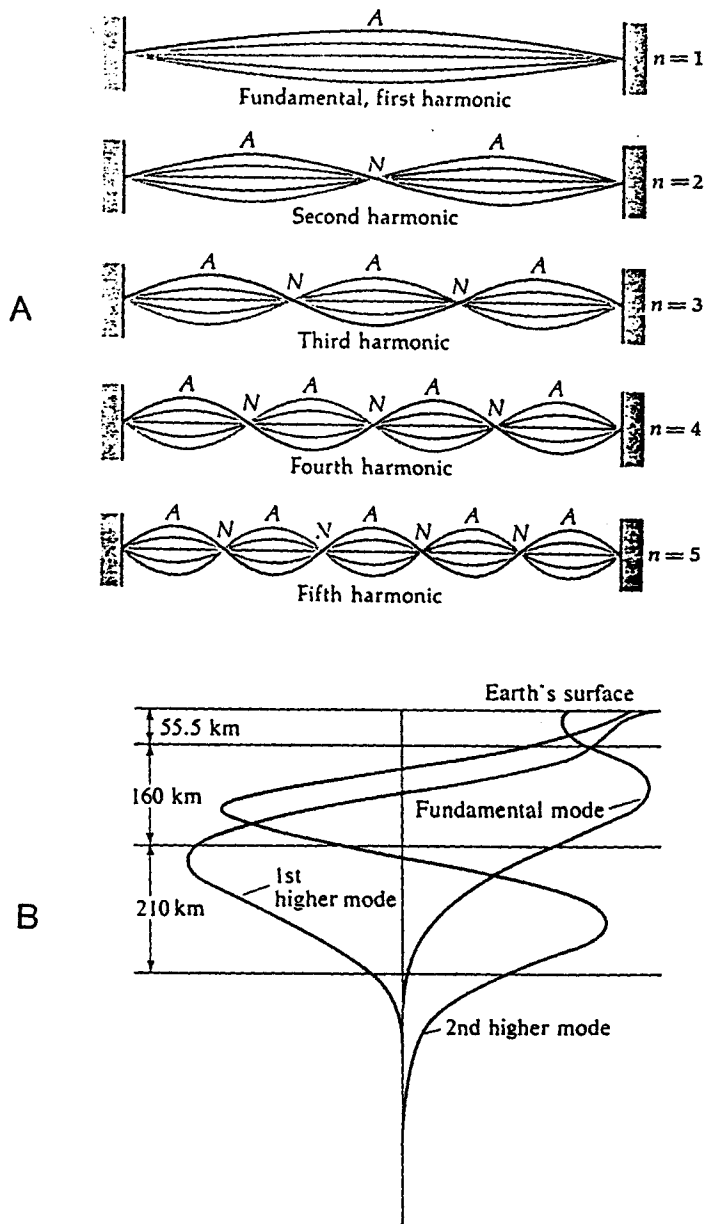 A
n = 1
Fundamental, first harmonic
A
A
N
n = 2
Second harmonic
A
N
A
N
A
n = 3
Third harmonic
A
A
N
A
N
A
N
A
n = 4
Fourth harmonic
A
N
A
N
A
N
A
N
A
n = 5
Fifth harmonic
Earth's surface
55.5 km
160 km
Fundamental mode
1st
higher mode
210 km
B
2nd higher mode